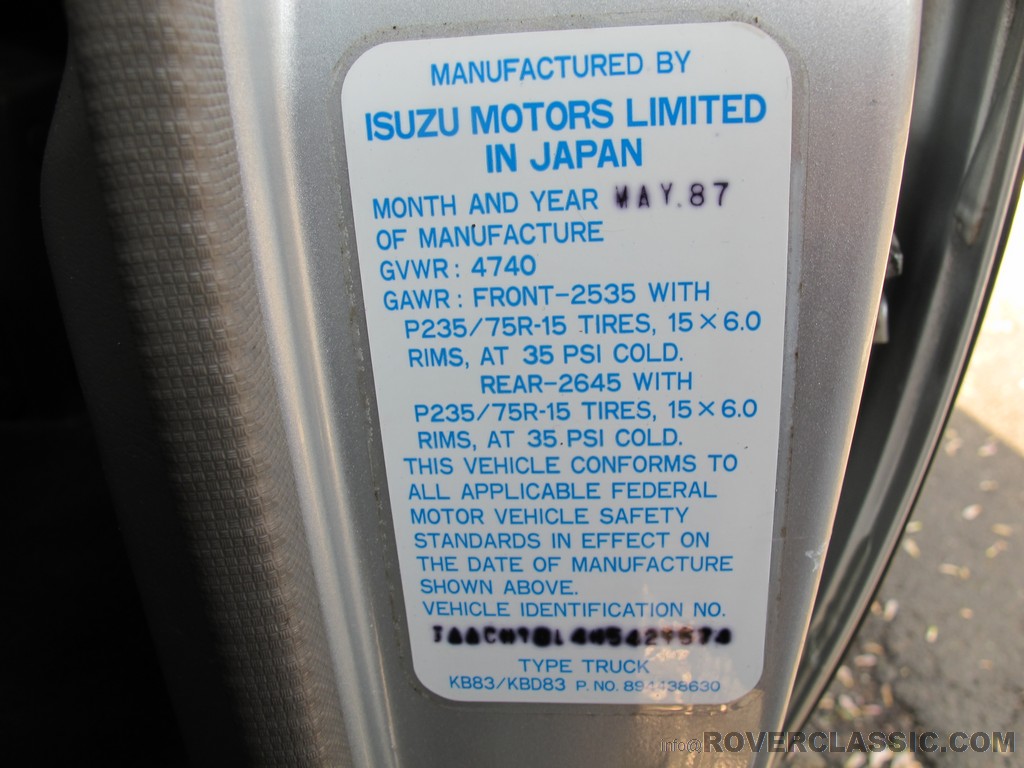 MANUFACTURED BY
ISUZU MOTORS LIMITED
IN JAPAN
MONTH AND YEAR MAY.87
OF MANUFACTURE
GVWR: 4740
GAWR: FRONT-2535 WITH
P235/75R-15 TIRES, 15×6.0
RIMS, AT 35 PSI COLD.
REAR-2645 WITH
P235/75R-15 TIRES, 15×6.0
RIMS, AT 35 PSI COLD.
THIS VEHICLE CONFORMS TO
ALL APPLICABLE FEDERAL
MOTOR VEHICLE SAFETY
STANDARDS IN EFFECT ON
THE DATE OF MANUFACTURE
SHOWN ABOVE.
VEHICLE IDENTIFICATION NO.
TYPE TRUCK
KB83/KBD83 P. NO. 894438630
Info@ROVERCLASSIC.COM